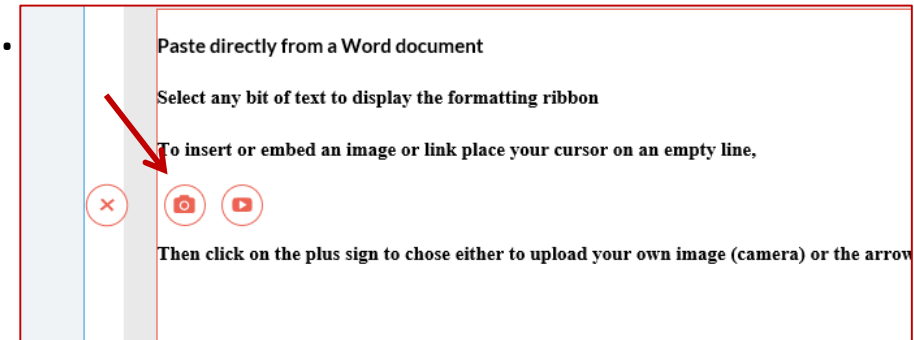 Paste directly from a Word document
Select any bit of text to display the formatting ribbon
To insert or embed an image or link place your cursor on an empty line,
Then click on the plus sign to chose either to upload your own image (camera) or the arrow